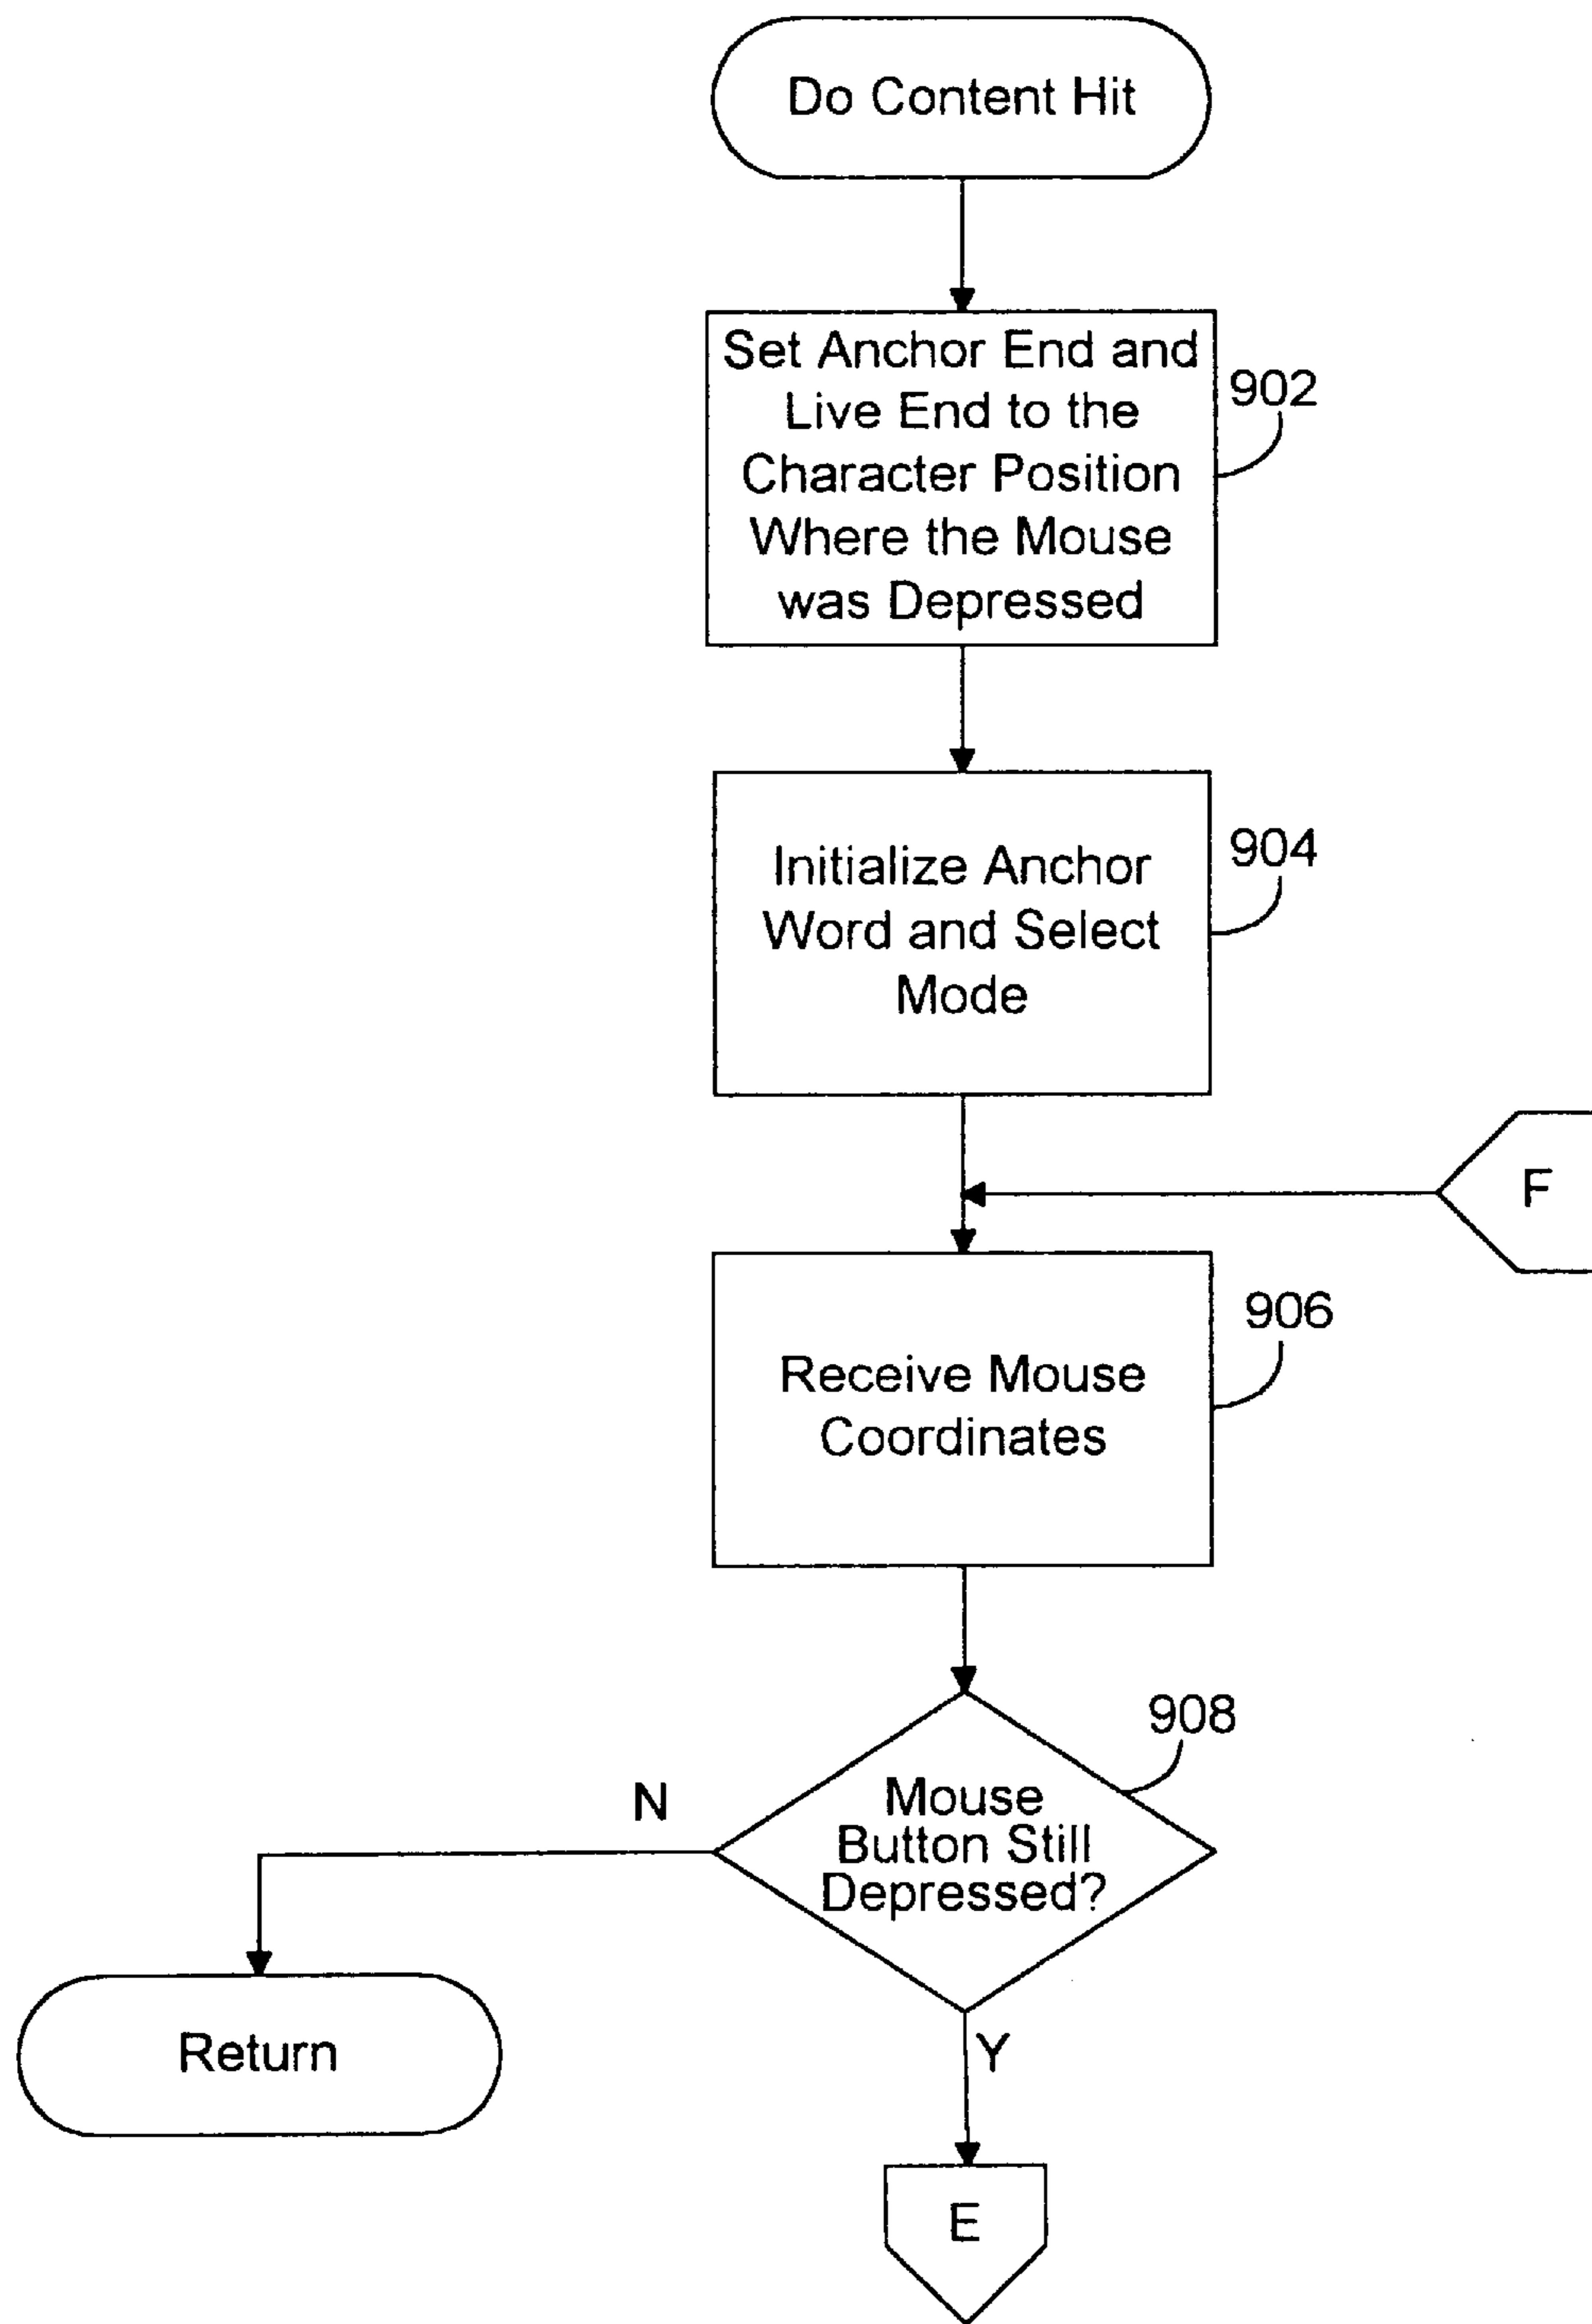 Do Content Hit
Set Anchor End and
Live End to the
Character Position
Where the Mouse
was Depressed
902
Initialize Anchor
Word and Select
Mode
904
F
Receive Mouse
Coordinates
906
Mouse
Button Still
Depressed?
908
N
Return
Y
E